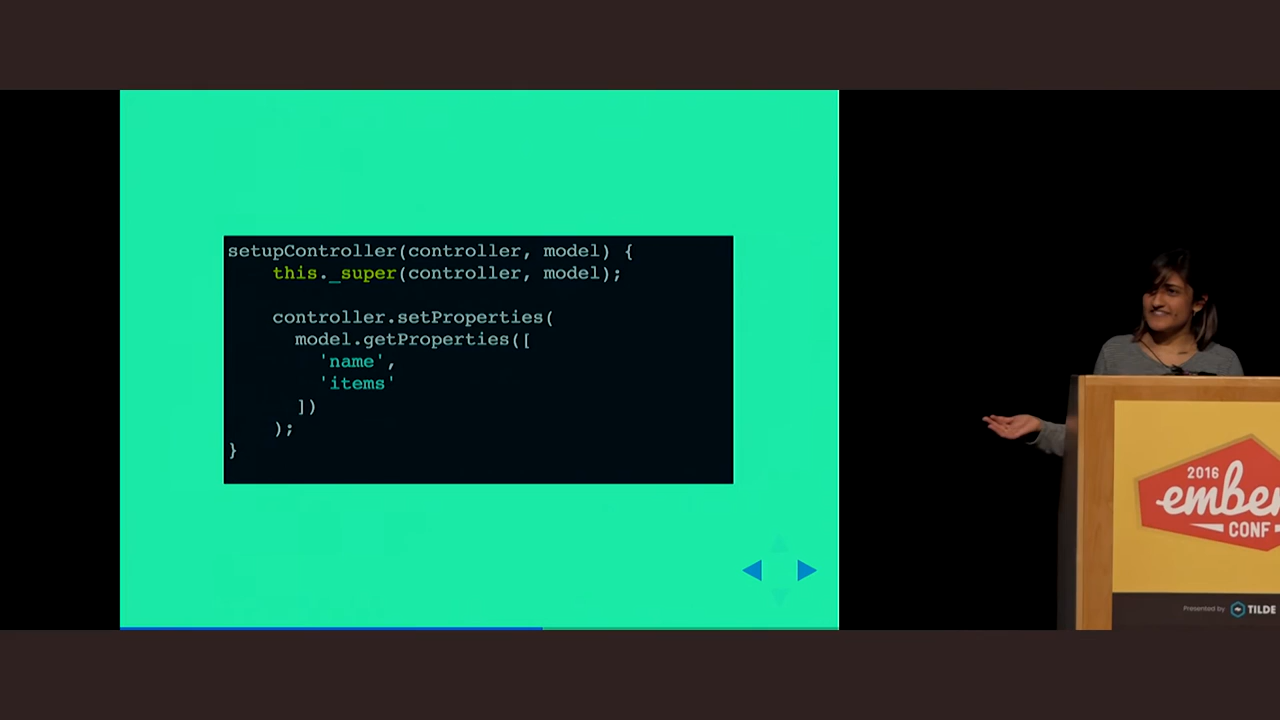 setupController(controller, model) {
    this._super(controller, model);

    controller.setProperties(
      model.getProperties([
        'name',
        'items'
      ])
    );
}
2016
ember
CONF
Presented by TILDE